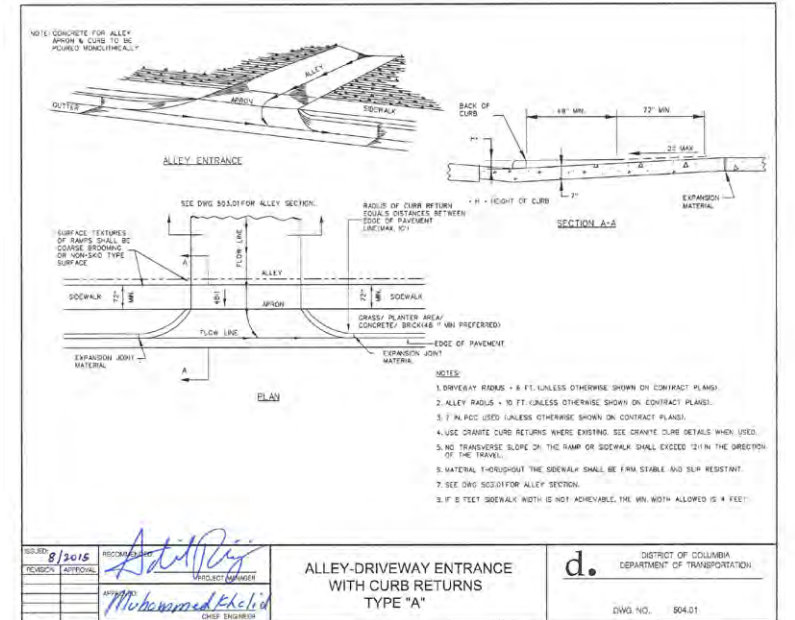 NOTE: CONCRETE FOR ALLEY
APRON & CURB TO BE
POURED MONOLITHICALLY
ALLEY
APRON
GUTTER
SIDEWALK
ALLEY ENTRANCE
BACK OF
CURB
48" MIN.
72" MIN
MAX
H*
7"
* H = HEIGHT OF CURB
EXPANSION
MATERIAL
SECTION A-A
SEE DWG 503.01 FOR ALLEY SECTION.
RADIUS OF CURB RETURN
EQUALS DISTANCES BETWEEN
EDGE OF PAVEMENT
LINE(MAX. 10')
SURFACE TEXTURES
OF RAMPS SHALL BE
COARSE BROOMING
OR NON-SKID TYPE
SURFACE
A
FLOW LINE
ALLEY
SIDEWALK
72"
MIN.
APRON
72"
MIN.
SIDEWALK
GRASS/ PLANTER AREA/
CONCRETE/ BRICK(48 " MIN PREFERRED)
FLOW LINE
EDGE OF PAVEMENT
EXPANSION JOINT
MATERIAL
EXPANSION JOINT
MATERIAL
A
PLAN
NOTES:
1. DRIVEWAY RADIUS = 6 FT. (UNLESS OTHERWISE SHOWN ON CONTRACT PLANS).
2. ALLEY RADIUS = 10 FT. (UNLESS OTHERWISE SHOWN ON CONTRACT PLANS).
3. 7 IN. PCC USED (UNLESS OTHERWISE SHOWN ON CONTRACT PLANS).
4. USE GRANITE CURB RETURNS WHERE EXISTING. SEE GRANITE CURB DETAILS WHEN USED.
5. NO TRANSVERSE SLOPE ON THE RAMP OR SIDEWALK SHALL EXCEED IN THE DIRECTION
OF THE TRAVEL.
6. MATERIAL THOROUGHOUT THE SIDEWALK SHALL BE FIRM, STABLE AND SLIP RESISTANT.
7. SEE DWG 503.01 FOR ALLEY SECTION.
8. IF 6 FEET SIDEWALK WIDTH IS NOT ACHIEVABLE, THE MIN. WIDTH ALLOWED IS 4 FEET.
ISSUED: 8/2015
REVISION APPROVAL
RECOMMENDED:
Adil Rizvi
PROJECT MANAGER
APPROVED:
Muhammed Khalid
CHIEF ENGINEER
ALLEY-DRIVEWAY ENTRANCE
WITH CURB RETURNS
TYPE "A"
d.
DISTRICT OF COLUMBIA
DEPARTMENT OF TRANSPORTATION
DWG. NO. 504.01